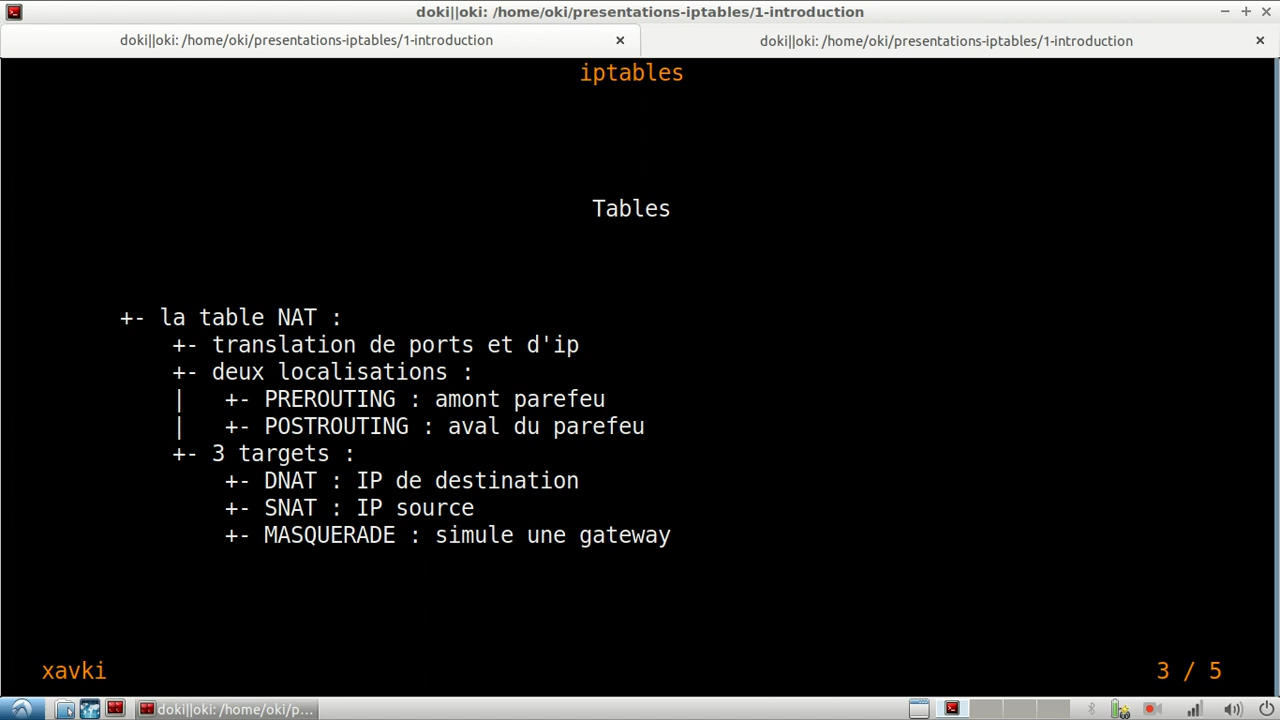 doki||oki: /home/oki/presentations-iptables/1-introduction
doki||oki: /home/oki/presentations-iptables/1-introduction
doki||oki: /home/oki/presentations-iptables/1-introduction
iptables
Tables
+- la table NAT :
+- translation de ports et d'ip
+- deux localisations :
| +- PREROUTING : amont parefeu
| +- POSTROUTING : aval du parefeu
+- 3 targets :
+- DNAT : IP de destination
+- SNAT : IP source
+- MASQUERADE : simule une gateway
xavki
3 / 5
doki||oki: /home/oki/p...